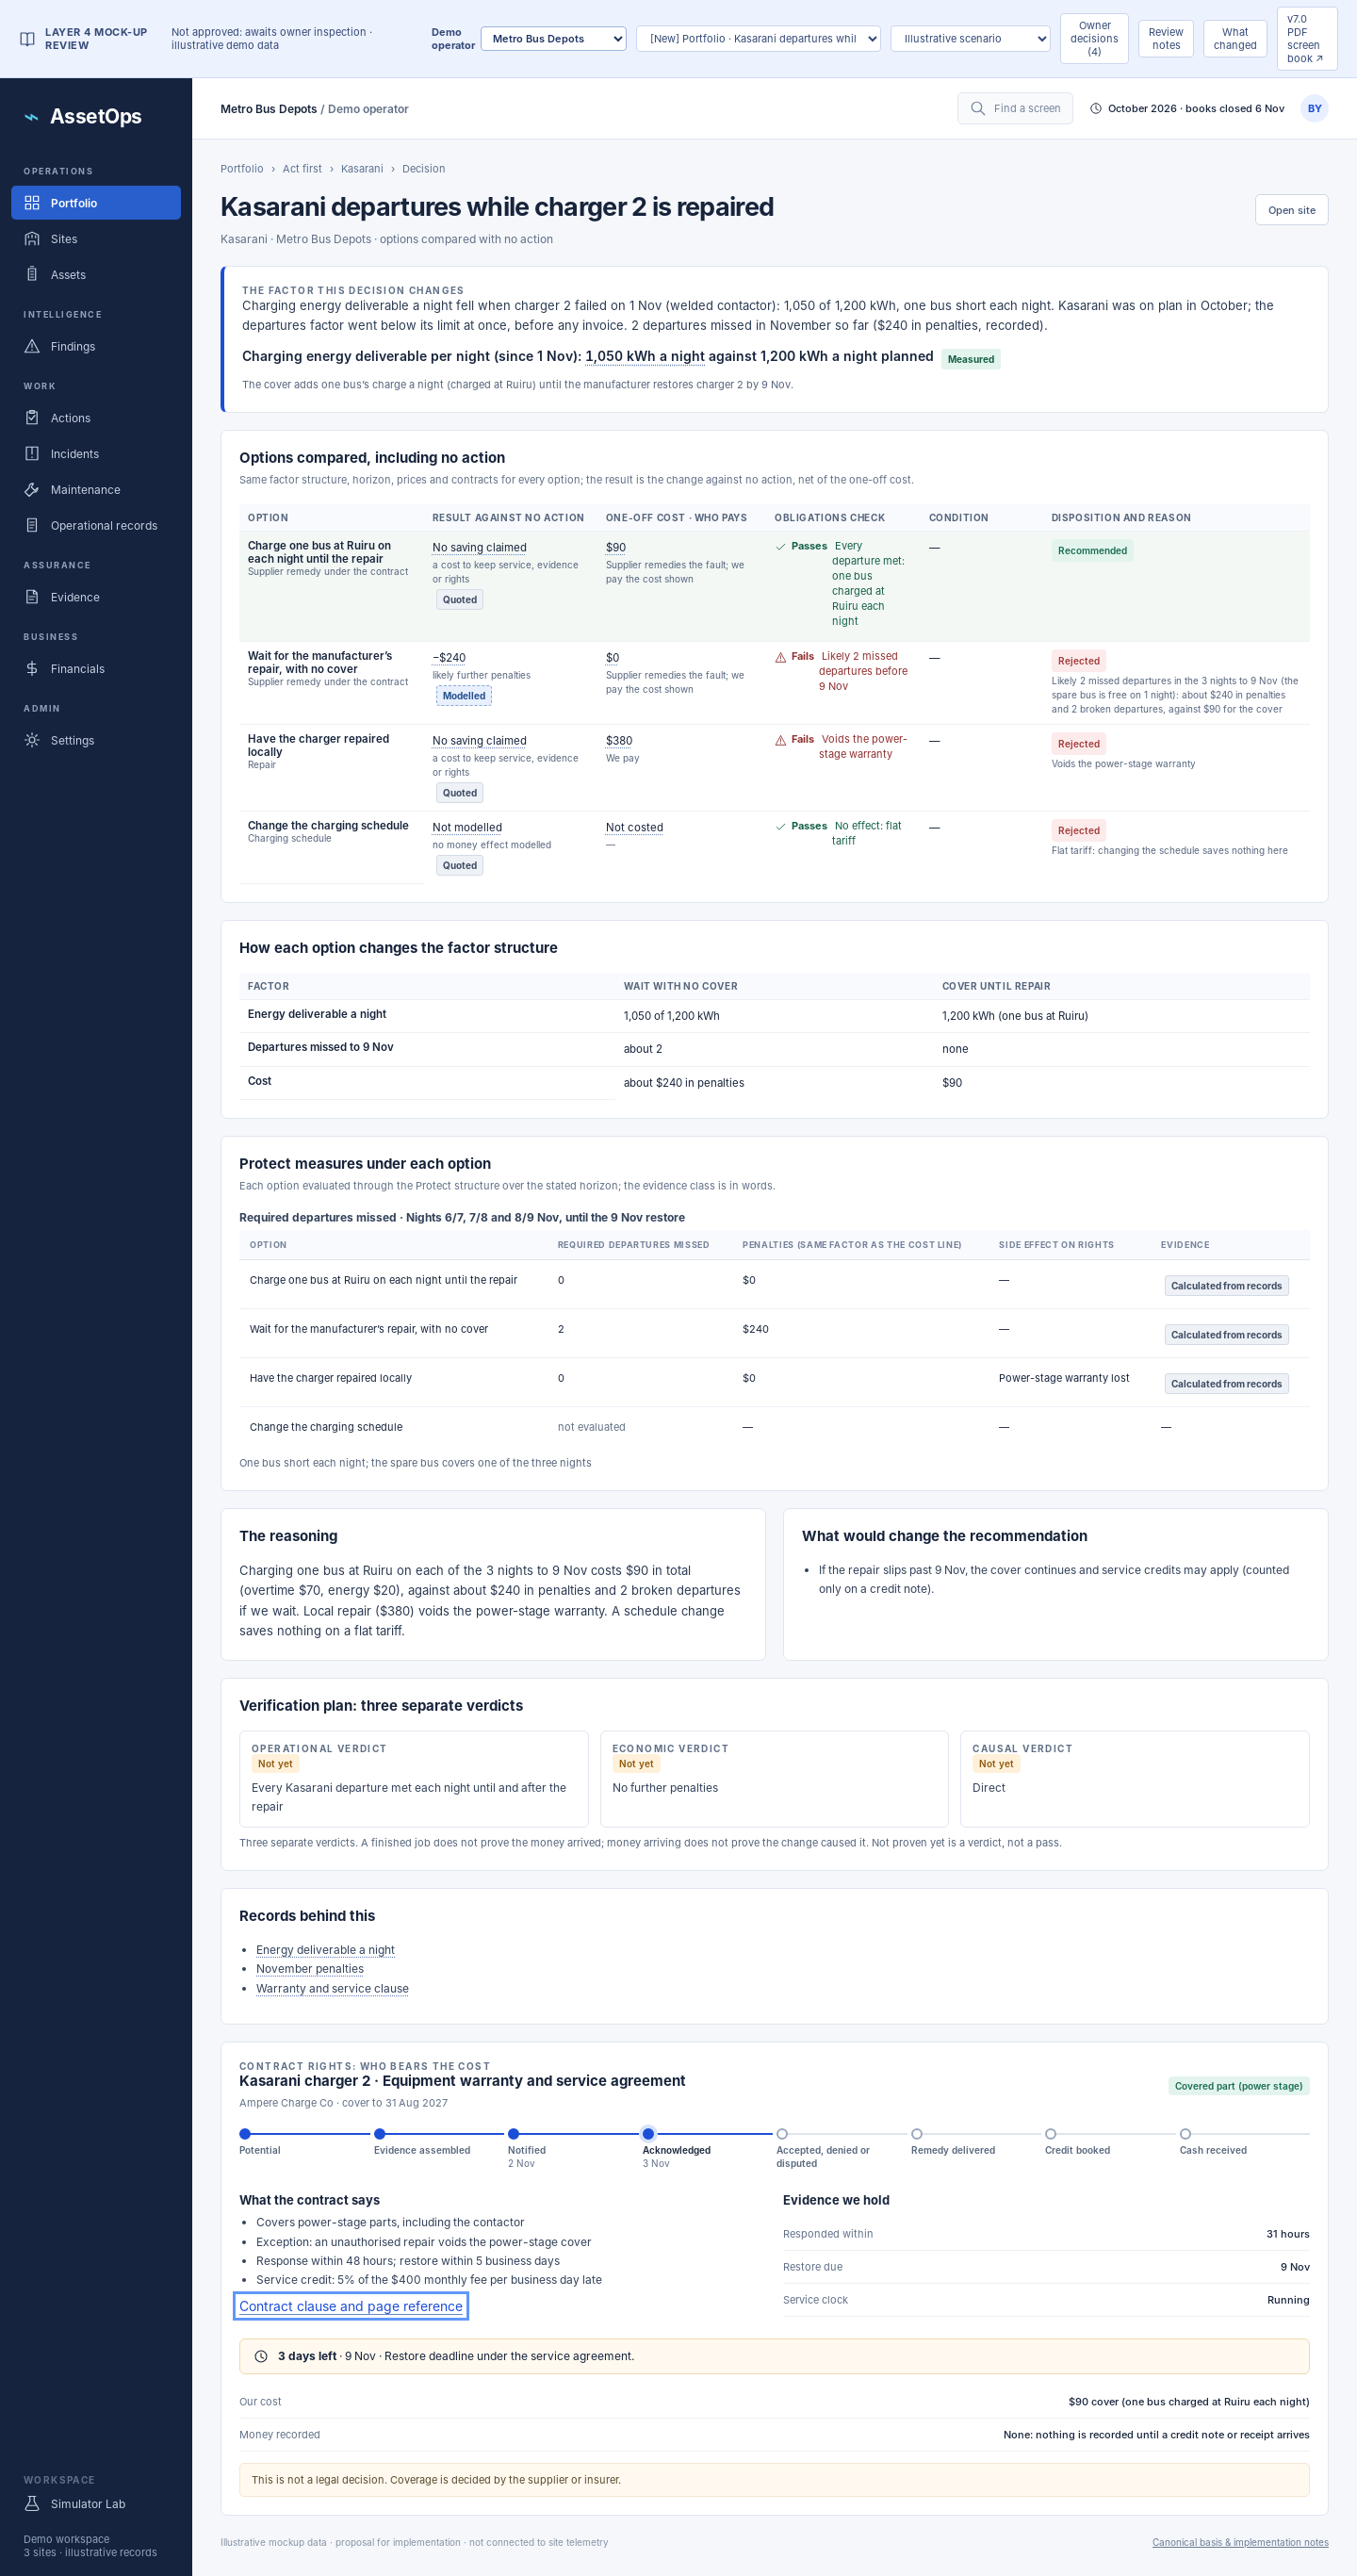 LAYER 4 MOCK-UP REVIEW
Not approved: awaits owner inspection · illustrative demo data
Demo operator
Metro Bus Depots
[New] Portfolio · Kasarani departures whil
Illustrative scenario
Owner decisions (4)
Review notes
What changed
v7.0 PDF screen book ↗
AssetOps
OPERATIONS
Portfolio
Sites
Assets
INTELLIGENCE
Findings
WORK
Actions
Incidents
Maintenance
Operational records
ASSURANCE
Evidence
BUSINESS
Financials
ADMIN
Settings
WORKSPACE
Simulator Lab
Demo workspace
3 sites · illustrative records
Metro Bus Depots / Demo operator
Find a screen
October 2026 · books closed 6 Nov
BY
Portfolio › Act first › Kasarani › Decision
Kasarani departures while charger 2 is repaired
Open site
Kasarani · Metro Bus Depots · options compared with no action
THE FACTOR THIS DECISION CHANGES
Charging energy deliverable a night fell when charger 2 failed on 1 Nov (welded contactor): 1,050 of 1,200 kWh, one bus short each night. Kasarani was on plan in October; the
departures factor went below its limit at once, before any invoice. 2 departures missed in November so far ($240 in penalties, recorded).
Charging energy deliverable per night (since 1 Nov): 1,050 kWh a night against 1,200 kWh a night planned Measured
The cover adds one bus's charge a night (charged at Ruiru) until the manufacturer restores charger 2 by 9 Nov.
Options compared, including no action
Same factor structure, horizon, prices and contracts for every option; the result is the change against no action, net of the one-off cost.
OPTION RESULT AGAINST NO ACTION ONE-OFF COST · WHO PAYS OBLIGATIONS CHECK CONDITION DISPOSITION AND REASON
Charge one bus at Ruiru on each night until the repair
Supplier remedy under the contract
No saving claimed
a cost to keep service, evidence or rights
Quoted
$90
Supplier remedies the fault; we pay the cost shown
Passes Every departure met: one bus charged at Ruiru each night
—
Recommended
Wait for the manufacturer's repair, with no cover
Supplier remedy under the contract
−$240
likely further penalties
Modelled
$0
Supplier remedies the fault; we pay the cost shown
Fails Likely 2 missed departures before 9 Nov
—
Rejected
Likely 2 missed departures in the 3 nights to 9 Nov (the spare bus is free on 1 night): about $240 in penalties and 2 broken departures, against $90 for the cover
Have the charger repaired locally
Repair
No saving claimed
a cost to keep service, evidence or rights
Quoted
$380
We pay
Fails Voids the power-stage warranty
—
Rejected
Voids the power-stage warranty
Change the charging schedule
Charging schedule
Not modelled
no money effect modelled
Quoted
Not costed
—
Passes No effect: flat tariff
—
Rejected
Flat tariff: changing the schedule saves nothing here
How each option changes the factor structure
FACTOR WAIT WITH NO COVER COVER UNTIL REPAIR
Energy deliverable a night 1,050 of 1,200 kWh 1,200 kWh (one bus at Ruiru)
Departures missed to 9 Nov about 2 none
Cost about $240 in penalties $90
Protect measures under each option
Each option evaluated through the Protect structure over the stated horizon; the evidence class is in words.
Required departures missed · Nights 6/7, 7/8 and 8/9 Nov, until the 9 Nov restore
OPTION REQUIRED DEPARTURES MISSED PENALTIES (SAME FACTOR AS THE COST LINE) SIDE EFFECT ON RIGHTS EVIDENCE
Charge one bus at Ruiru on each night until the repair 0 $0 — Calculated from records
Wait for the manufacturer's repair, with no cover 2 $240 — Calculated from records
Have the charger repaired locally 0 $0 Power-stage warranty lost Calculated from records
Change the charging schedule not evaluated — — —
One bus short each night; the spare bus covers one of the three nights
The reasoning
Charging one bus at Ruiru on each of the 3 nights to 9 Nov costs $90 in total
(overtime $70, energy $20), against about $240 in penalties and 2 broken departures
if we wait. Local repair ($380) voids the power-stage warranty. A schedule change
saves nothing on a flat tariff.
What would change the recommendation
• If the repair slips past 9 Nov, the cover continues and service credits may apply (counted
only on a credit note).
Verification plan: three separate verdicts
OPERATIONAL VERDICT
Not yet
Every Kasarani departure met each night until and after the
repair
ECONOMIC VERDICT
Not yet
No further penalties
CAUSAL VERDICT
Not yet
Direct
Three separate verdicts. A finished job does not prove the money arrived; money arriving does not prove the change caused it. Not proven yet is a verdict, not a pass.
Records behind this
• Energy deliverable a night
• November penalties
• Warranty and service clause
CONTRACT RIGHTS: WHO BEARS THE COST
Kasarani charger 2 · Equipment warranty and service agreement
Covered part (power stage)
Ampere Charge Co · cover to 31 Aug 2027
Potential
Evidence assembled
Notified
2 Nov
Acknowledged
3 Nov
Accepted, denied or
disputed
Remedy delivered
Credit booked
Cash received
What the contract says
• Covers power-stage parts, including the contactor
• Exception: an unauthorised repair voids the power-stage cover
• Response within 48 hours; restore within 5 business days
• Service credit: 5% of the $400 monthly fee per business day late
Contract clause and page reference
Evidence we hold
Responded within 31 hours
Restore due 9 Nov
Service clock Running
3 days left · 9 Nov · Restore deadline under the service agreement.
Our cost $90 cover (one bus charged at Ruiru each night)
Money recorded None: nothing is recorded until a credit note or receipt arrives
This is not a legal decision. Coverage is decided by the supplier or insurer.
Illustrative mockup data · proposal for implementation · not connected to site telemetry
Canonical basis & implementation notes